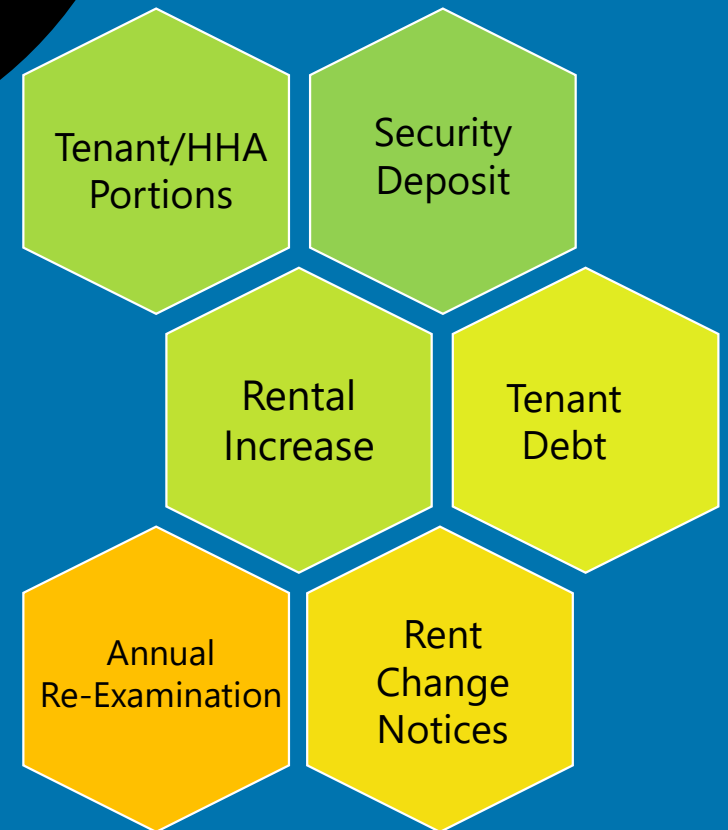 Tenant/HHA
Portions
Security
Deposit
Rental
Increase
Tenant
Debt
Annual
Re-Examination
Rent
Change
Notices